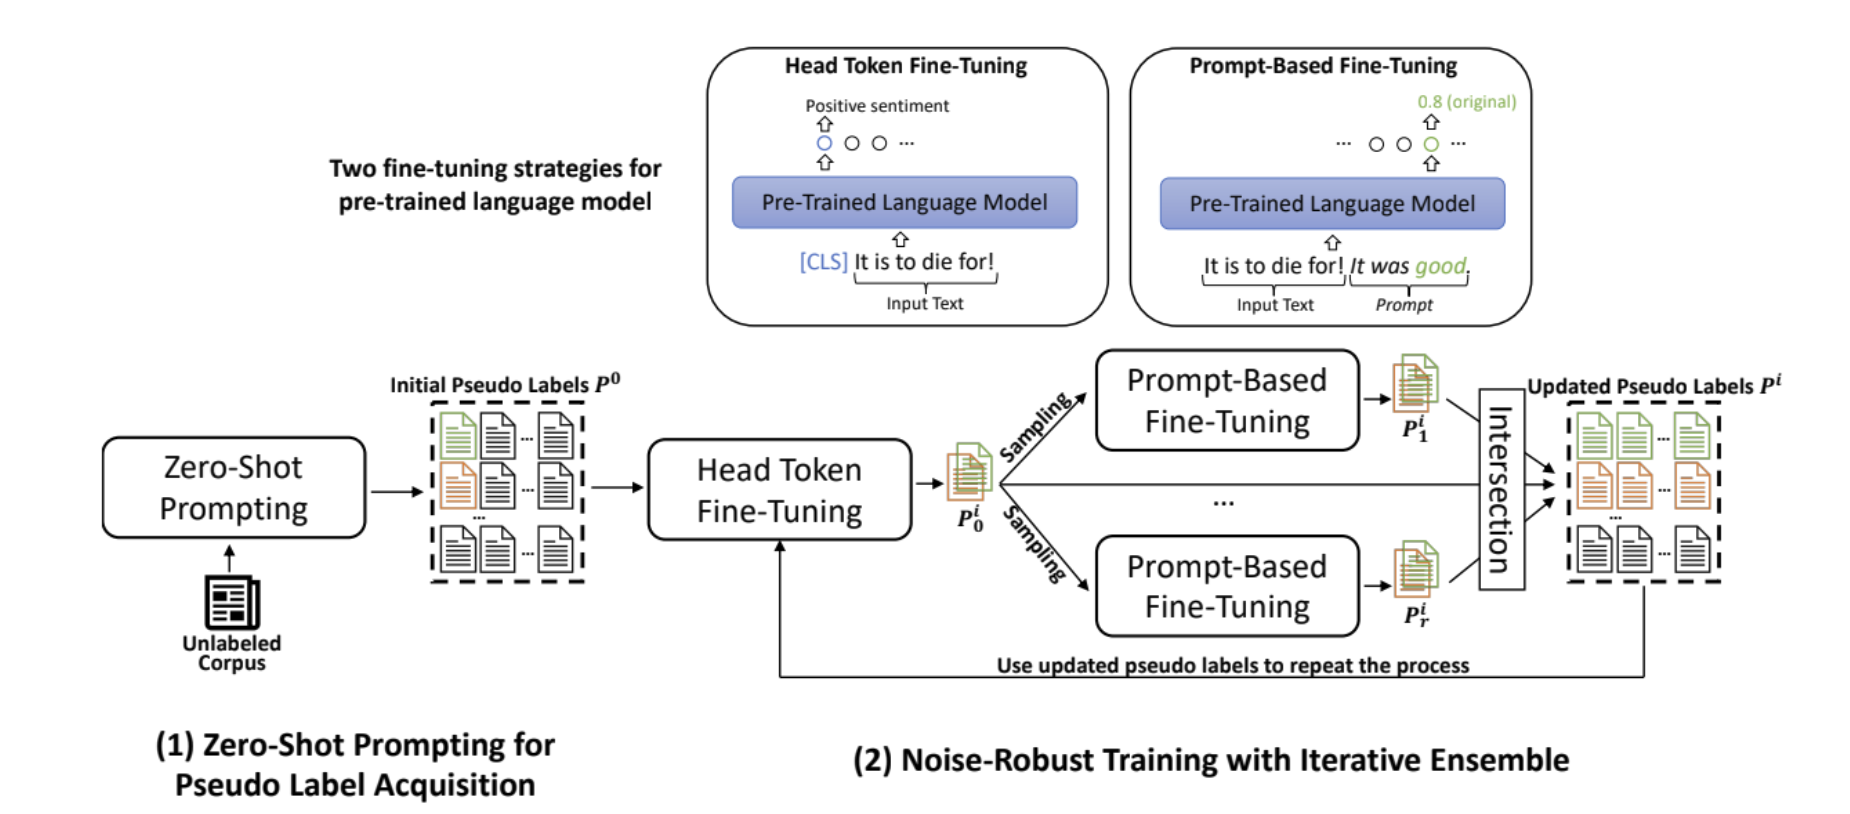 Head Token Fine-Tuning
Positive sentiment
...
Pre-Trained Language Model
[CLS] It is to die for!
Input Text
Prompt-Based Fine-Tuning
0.8 (original)
... ...
Pre-Trained Language Model
It is to die for! It was good.
Input Text Prompt
Two fine-tuning strategies for
pre-trained language model
Initial Pseudo Labels P⁰
...
...
...
...
Zero-Shot
Prompting
Unlabeled
Corpus
Head Token
Fine-Tuning
P₀ⁱ
Sampling
Sampling
Prompt-Based
Fine-Tuning
P₁ⁱ
...
Prompt-Based
Fine-Tuning
Pᵣⁱ
Intersection
Updated Pseudo Labels Pⁱ
...
...
...
...
Use updated pseudo labels to repeat the process
(1) Zero-Shot Prompting for
Pseudo Label Acquisition
(2) Noise-Robust Training with Iterative Ensemble